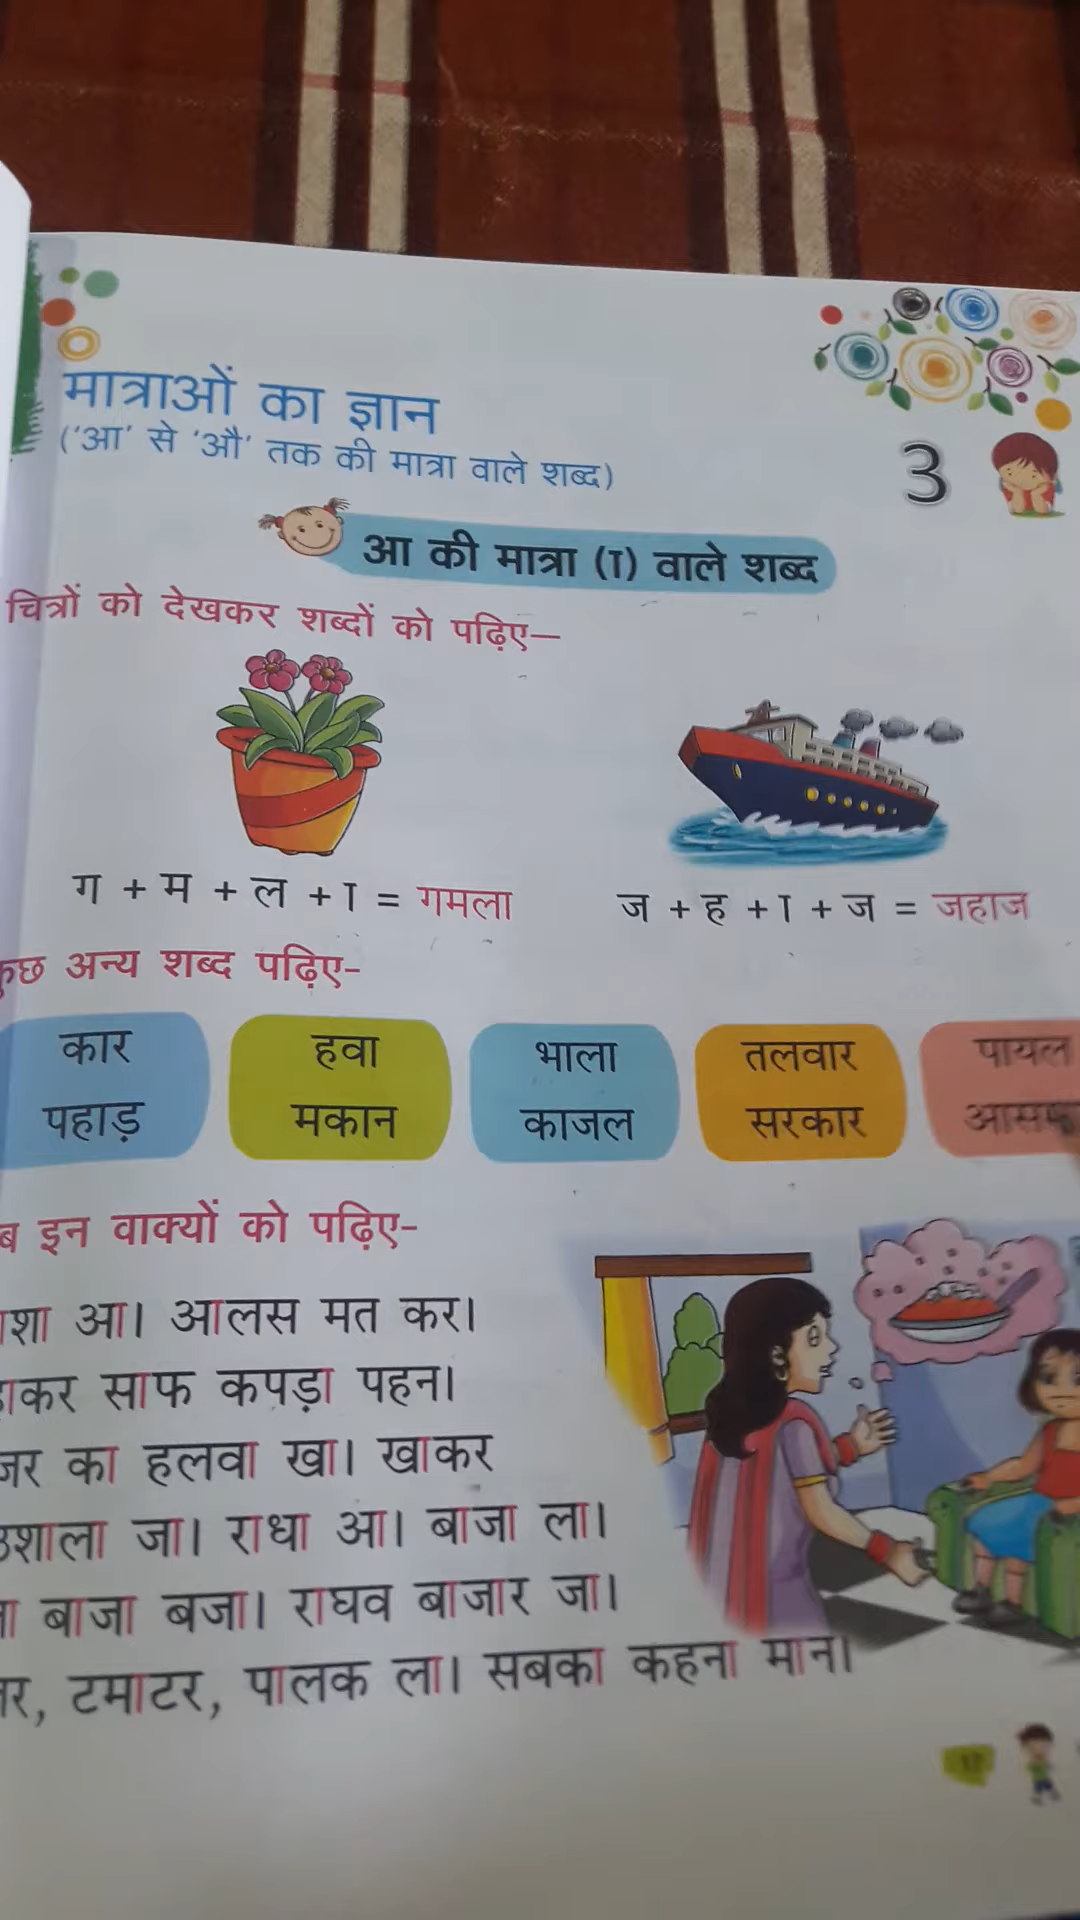 मात्राओं का ज्ञान
('आ' से 'औ' तक की मात्रा वाले शब्द)
3
आ की मात्रा (ा) वाले शब्द
चित्रों को देखकर शब्दों को पढ़िए—
ग + म + ल + ा = गमला
ज + ह + ा + ज = जहाज
कुछ अन्य शब्द पढ़िए-
कार हवा भाला तलवार पायल
पहाड़ मकान काजल सरकार
इन वाक्यों को पढ़िए-
आ। आलस मत कर।
साफ कपड़ा पहन।
का हलवा खा। खाकर
जा। राधा आ। बाजा ला।
बाजा बजा। राघव बाजार जा।
टमाटर, पालक ला। सबका कहना मान।